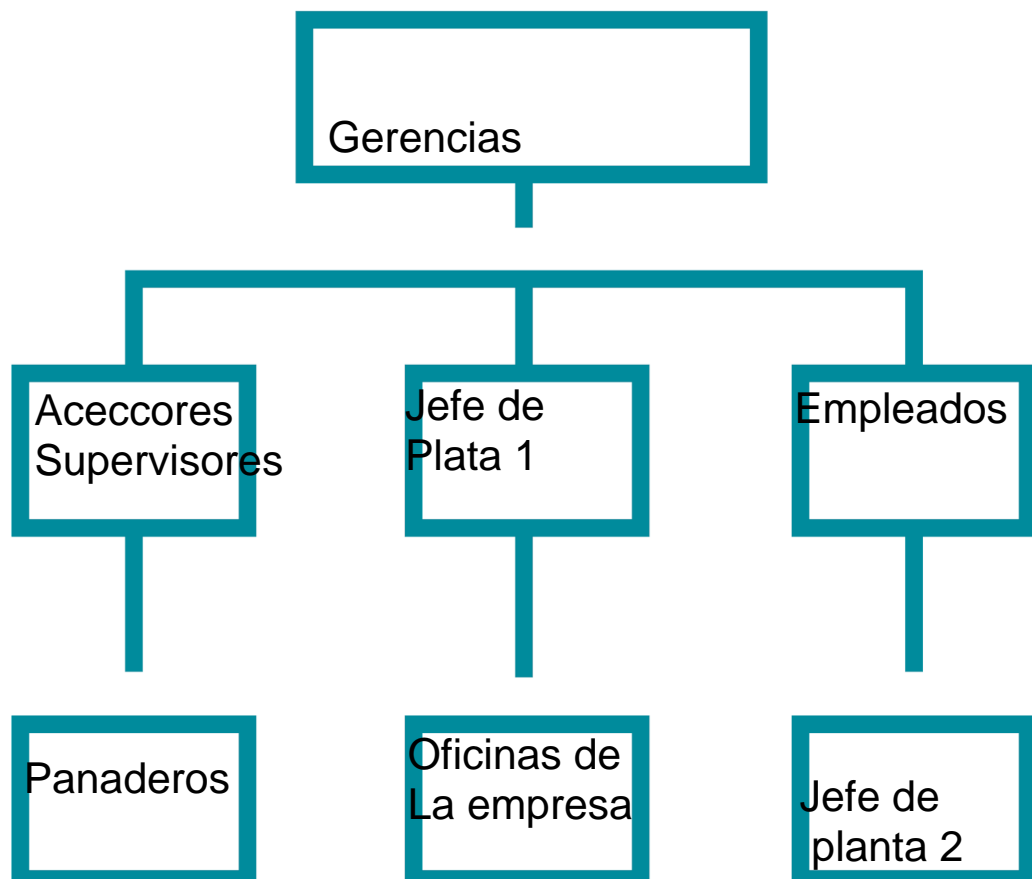 Gerencias
Aceccores
Supervisores
Jefe de
Plata 1
Empleados
Panaderos
Oficinas de
La empresa
Jefe de
planta 2